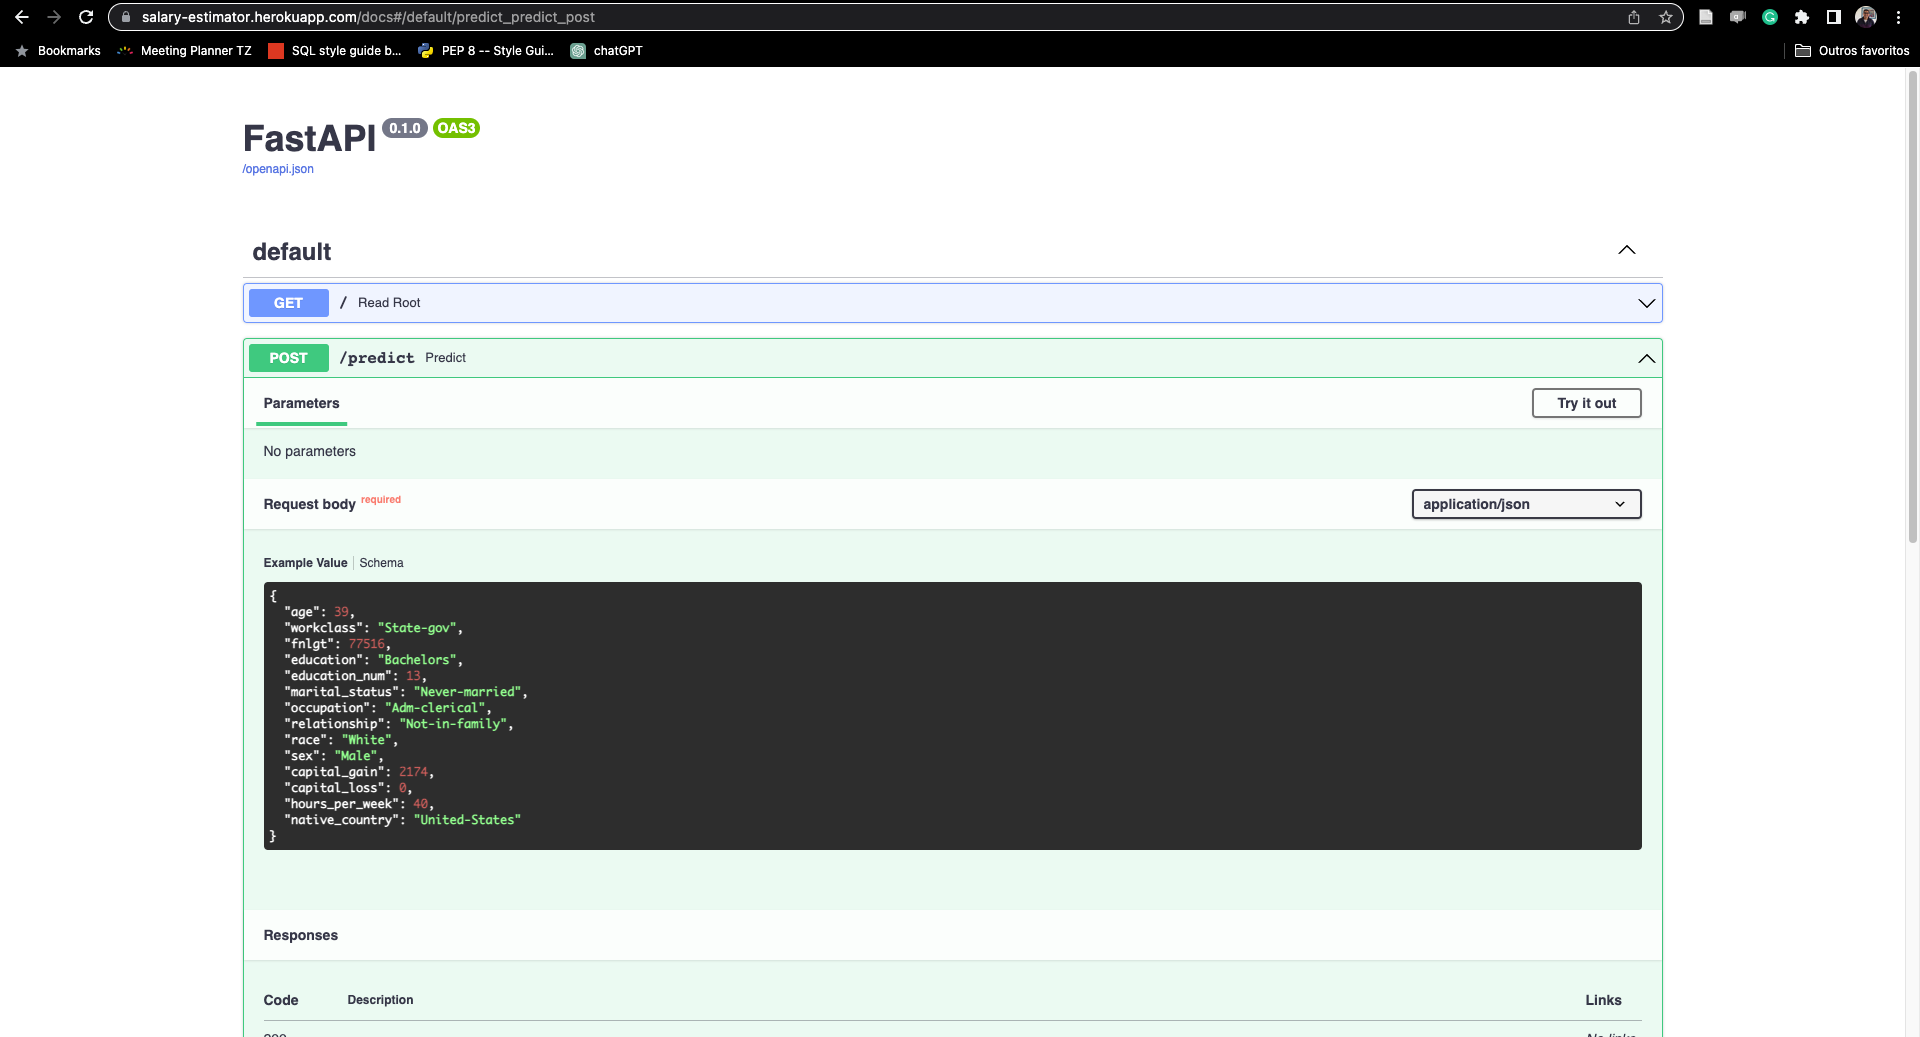 salary-estimator.herokuapp.com/docs#/default/predict_predict_post
Bookmarks Meeting Planner TZ SQL style guide b... PEP 8 -- Style Gui... chatGPT Outros favoritos
FastAPI 0.1.0 OAS3
/openapi.json
default
GET / Read Root
POST /predict Predict
Parameters Try it out
No parameters
Request body required application/json
Example Value Schema
{
"age": 39,
"workclass": "State-gov",
"fnlgt": 77516,
"education": "Bachelors",
"education_num": 13,
"marital_status": "Never-married",
"occupation": "Adm-clerical",
"relationship": "Not-in-family",
"race": "White",
"sex": "Male",
"capital_gain": 2174,
"capital_loss": 0,
"hours_per_week": 40,
"native_country": "United-States"
}
Responses
Code Description Links